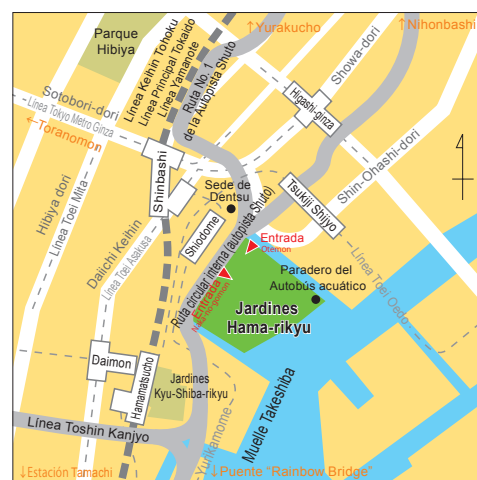 Parque
Hibiya
↑Yurakucho
↑Nihonbashi
Línea Keihin Tohoku
Línea Principal Tokaido
Línea Yamanote
Ruta No. 1
de la Autopista Shuto
Showa-dori
Sotobori-dori
Línea Tokyo Metro Ginza
←Toranomon
Higashi-ginza
Shin-Ohashi-dori
Hibiya dori
Línea Toei Mita
Shinbashi
Daiichi Keihin
Línea Toei Asakusa
Sede de
Dentsu
Tsukiji Shijyo
Shiodome
Ruta circular interna (autopista Shuto)
Entrada
Otemon
Línea Toei Oodo
Paradero del
Autobús acuático
Entrada
Naka-no-gomon
Jardines
Hama-rikyu
Daimon
Hamamatsucho
Jardines
Kyu-Shiba-rikyu
Muelle Takeshiba
Línea Toshin Kanjyo
Yurikamome
↓Estación Tamachi
↓Puente "Rainbow Bridge"